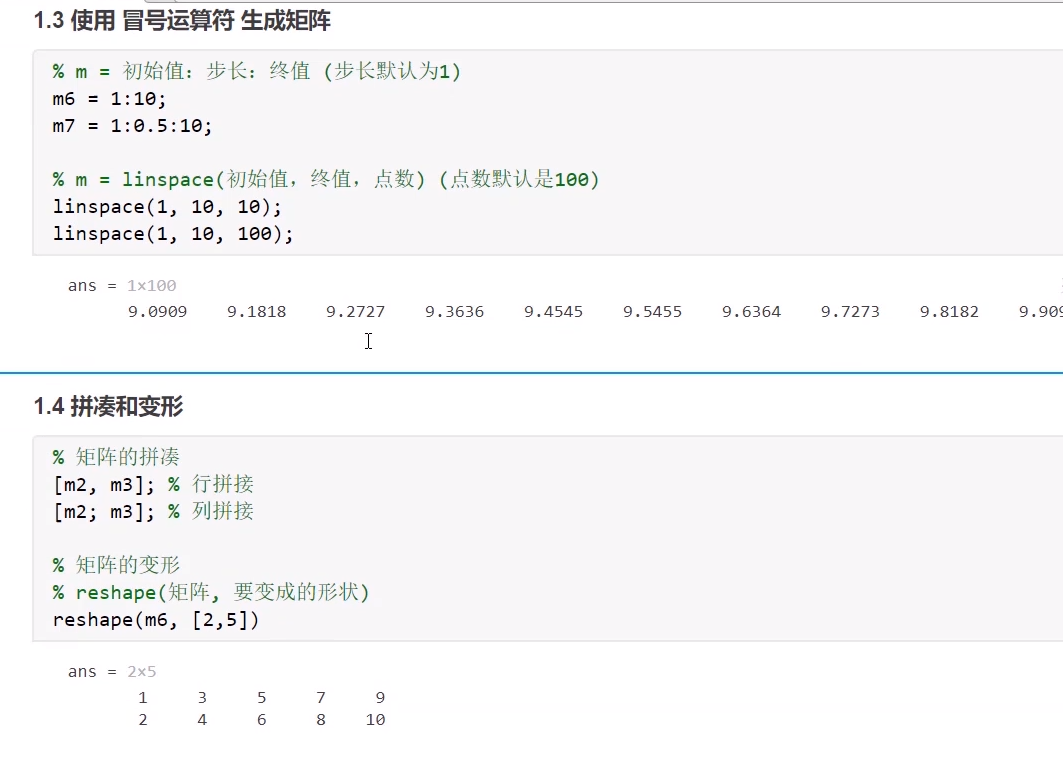 1.3 使用 冒号运算符 生成矩阵
% m = 初始值：步长：终值 (步长默认为1)
m6 = 1:10;
m7 = 1:0.5:10;
% m = linspace(初始值，终值，点数) (点数默认是100)
linspace(1, 10, 10);
linspace(1, 10, 100);
ans = 1×100
9.0909 9.1818 9.2727 9.3636 9.4545 9.5455 9.6364 9.7273 9.8182 9.909
1.4 拼凑和变形
% 矩阵的拼凑
[m2, m3]; % 行拼接
[m2; m3]; % 列拼接
% 矩阵的变形
% reshape(矩阵, 要变成的形状)
reshape(m6, [2,5])
ans = 2×5
1 3 5 7 9
2 4 6 8 10